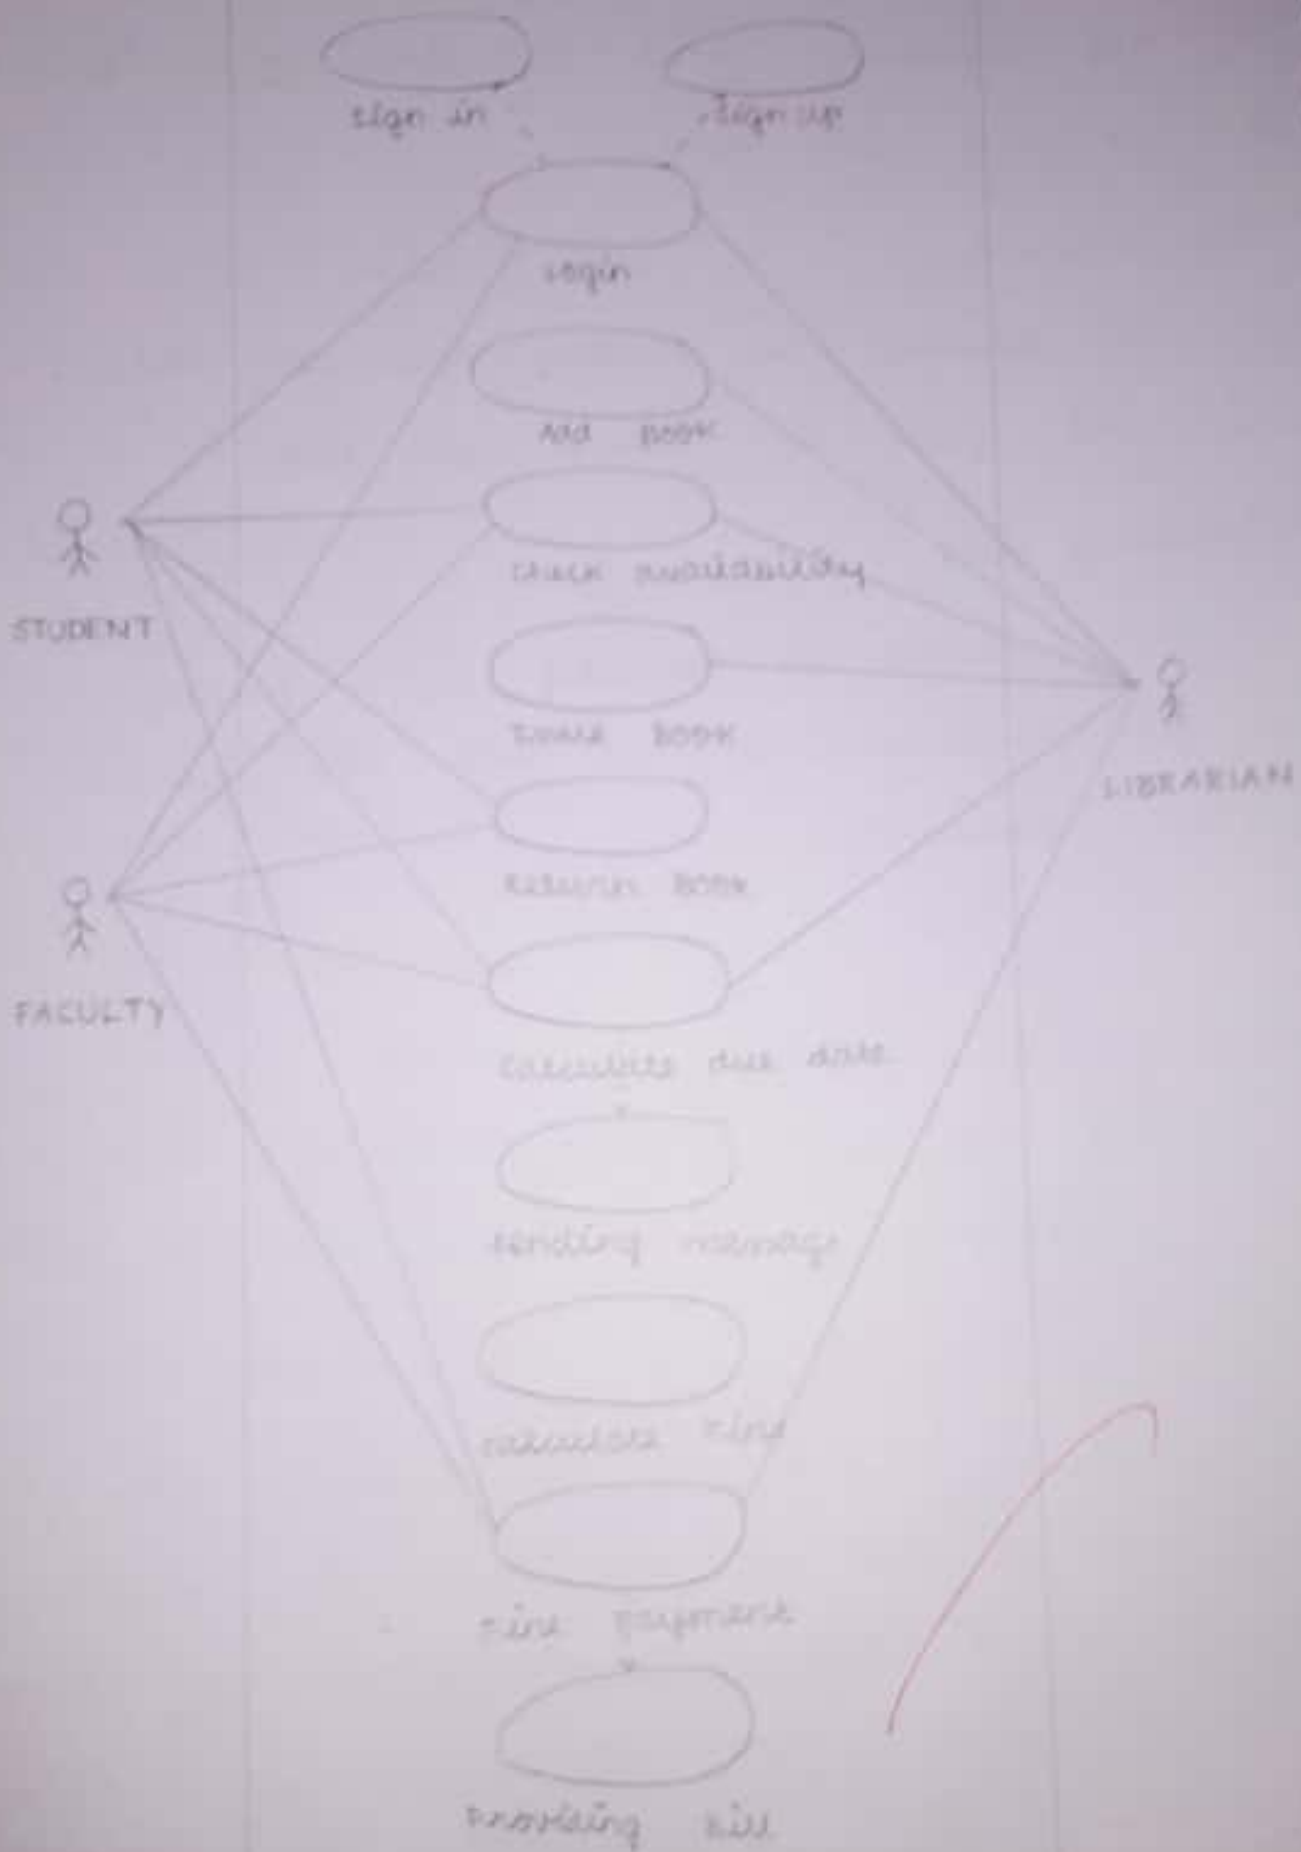 sign in
sign up
Login
Add BOOK
Check availability
STUDENT
Issue BOOK
LIBRARIAN
Return BOOK
FACULTY
Calculate due date
sending message
calculate fine
fine payment
Providing bill